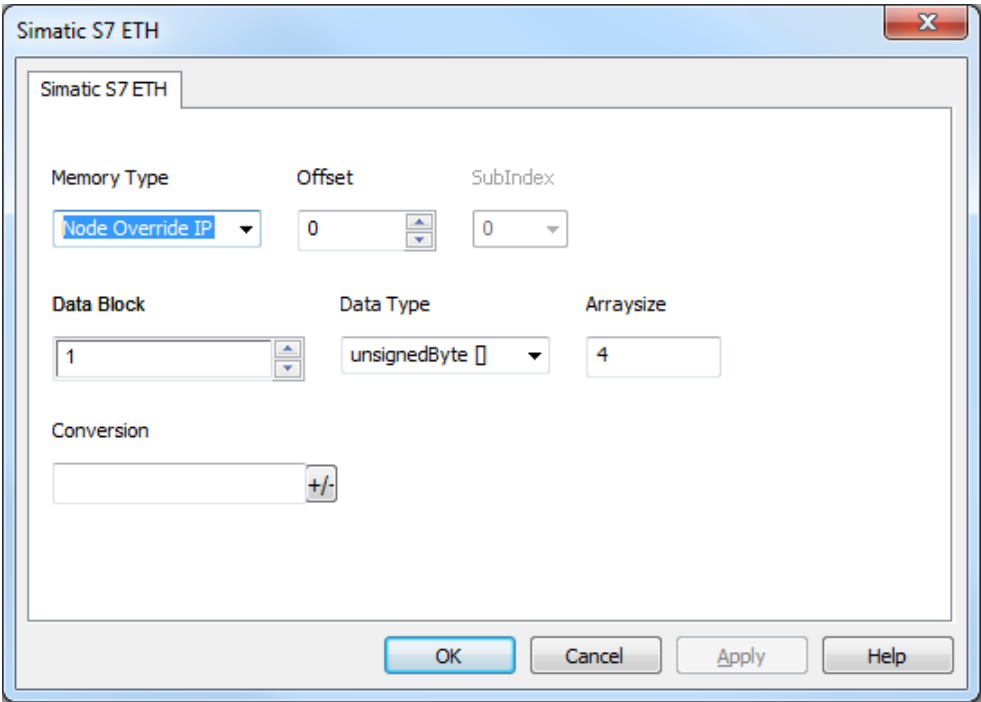 Simatic S7 ETH
Simatic S7 ETH
Memory Type Offset SubIndex
Node Override IP 0 0
Data Block Data Type Arraysize
1 unsignedByte [] 4
Conversion
+/-
OK Cancel Apply Help